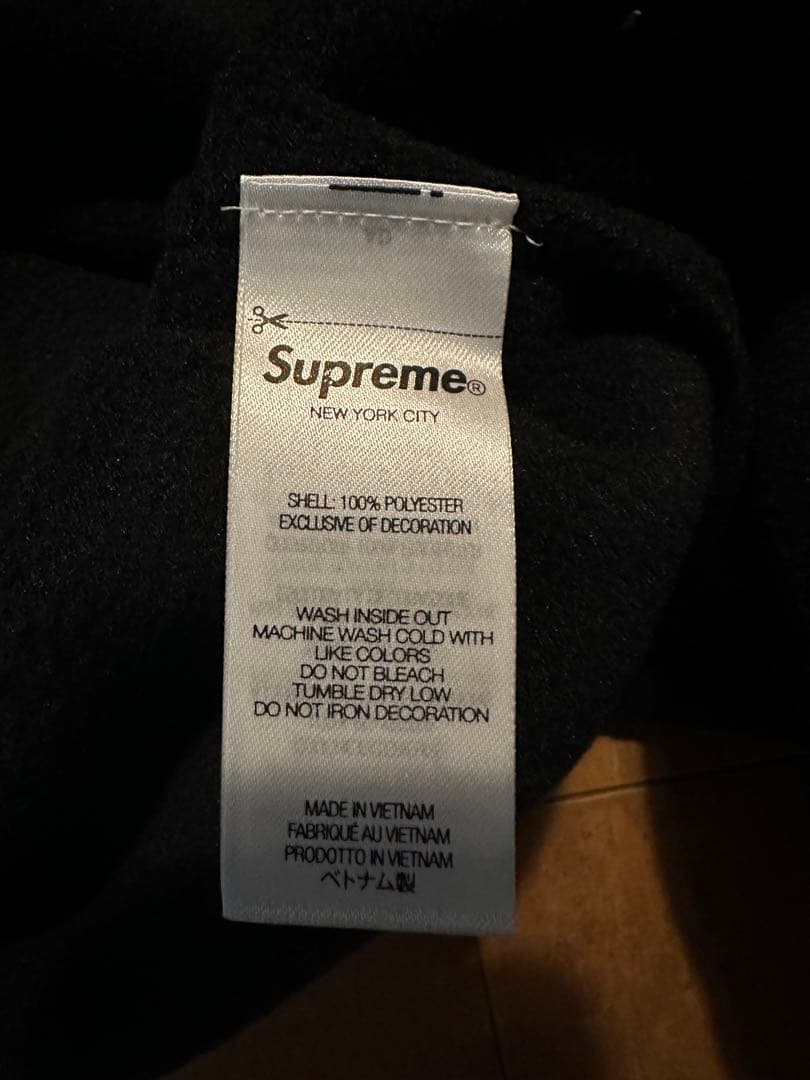 Supreme®
NEW YORK CITY
SHELL: 100% POLYESTER
EXCLUSIVE OF DECORATION
WASH INSIDE OUT
MACHINE WASH COLD WITH
LIKE COLORS
DO NOT BLEACH
TUMBLE DRY LOW
DO NOT IRON DECORATION
MADE IN VIETNAM
FABRIQUÉ AU VIETNAM
PRODOTTO IN VIETNAM
ベトナム製